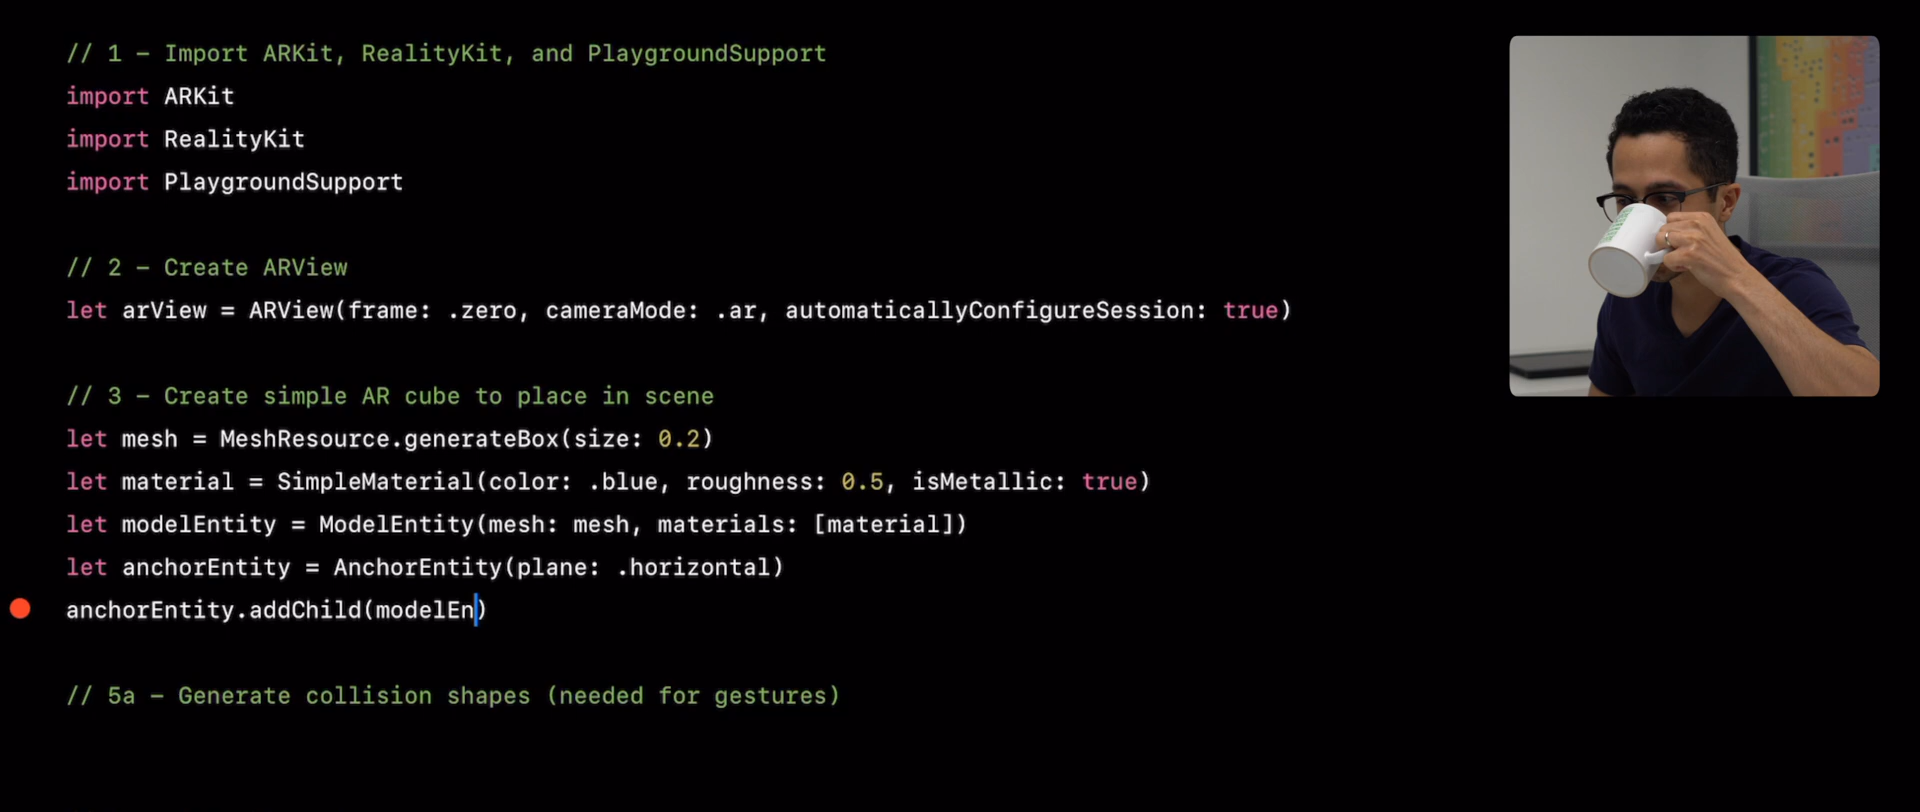 // 1 – Import ARKit, RealityKit, and PlaygroundSupport
import ARKit
import RealityKit
import PlaygroundSupport
// 2 – Create ARView
let arView = ARView(frame: .zero, cameraMode: .ar, automaticallyConfigureSession: true)
// 3 – Create simple AR cube to place in scene
let mesh = MeshResource.generateBox(size: 0.2)
let material = SimpleMaterial(color: .blue, roughness: 0.5, isMetallic: true)
let modelEntity = ModelEntity(mesh: mesh, materials: [material])
let anchorEntity = AnchorEntity(plane: .horizontal)
anchorEntity.addChild(modelEn)
// 5a – Generate collision shapes (needed for gestures)